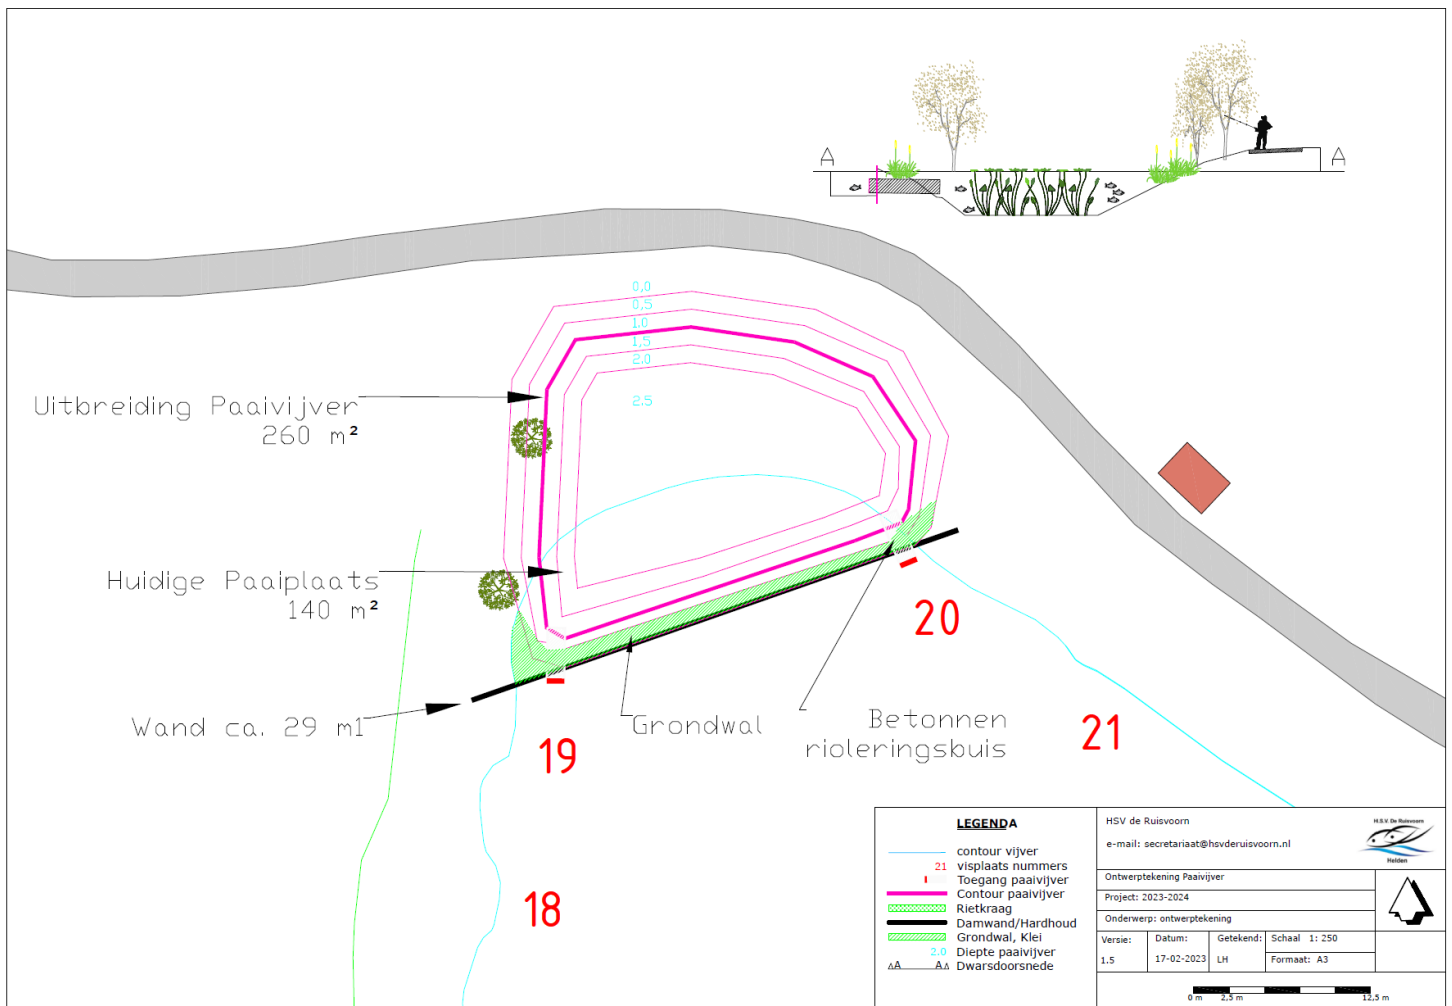 A A
0,0
0.5
1.0
1,5
2.0
2.5
Uitbreiding Paaivijver
260 m²
Huidige Paaiplaats
140 m²
Wand ca. 29 m1
Grondwal
Betonnen
rioleringsbuis
20
21
19
18
LEGENDA
contour vijver
21 visplaats nummers
Toegang paaivijver
Contour paaivijver
Rietkraag
Damwand/Hardhoud
Grondwal, Klei
2.0 Diepte paaivijver
A A Dwarsdoorsnede
HSV de Ruisvoorn
e-mail: secretariaat@hsvderuisvoorn.nl
H.S.V. De Ruisvoorn
Helden
Ontwerptekening Paaivijver
Project: 2023-2024
Onderwerp: ontwerptekening
Versie: Datum: Getekend: Schaal 1: 250
1.5 17-02-2023 LH Formaat: A3
0 m 2,5 m 12,5 m